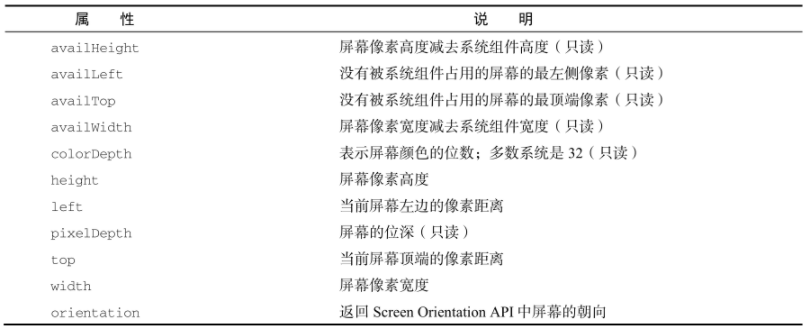 属 性 说 明
availHeight 屏幕像素高度减去系统组件高度（只读）
availLeft 没有被系统组件占用的屏幕的最左侧像素（只读）
availTop 没有被系统组件占用的屏幕的最顶端像素（只读）
availWidth 屏幕像素宽度减去系统组件宽度（只读）
colorDepth 表示屏幕颜色的位数；多数系统是 32（只读）
height 屏幕像素高度
left 当前屏幕左边的像素距离
pixelDepth 屏幕的位深（只读）
top 当前屏幕顶端的像素距离
width 屏幕像素宽度
orientation 返回 Screen Orientation API 中屏幕的朝向